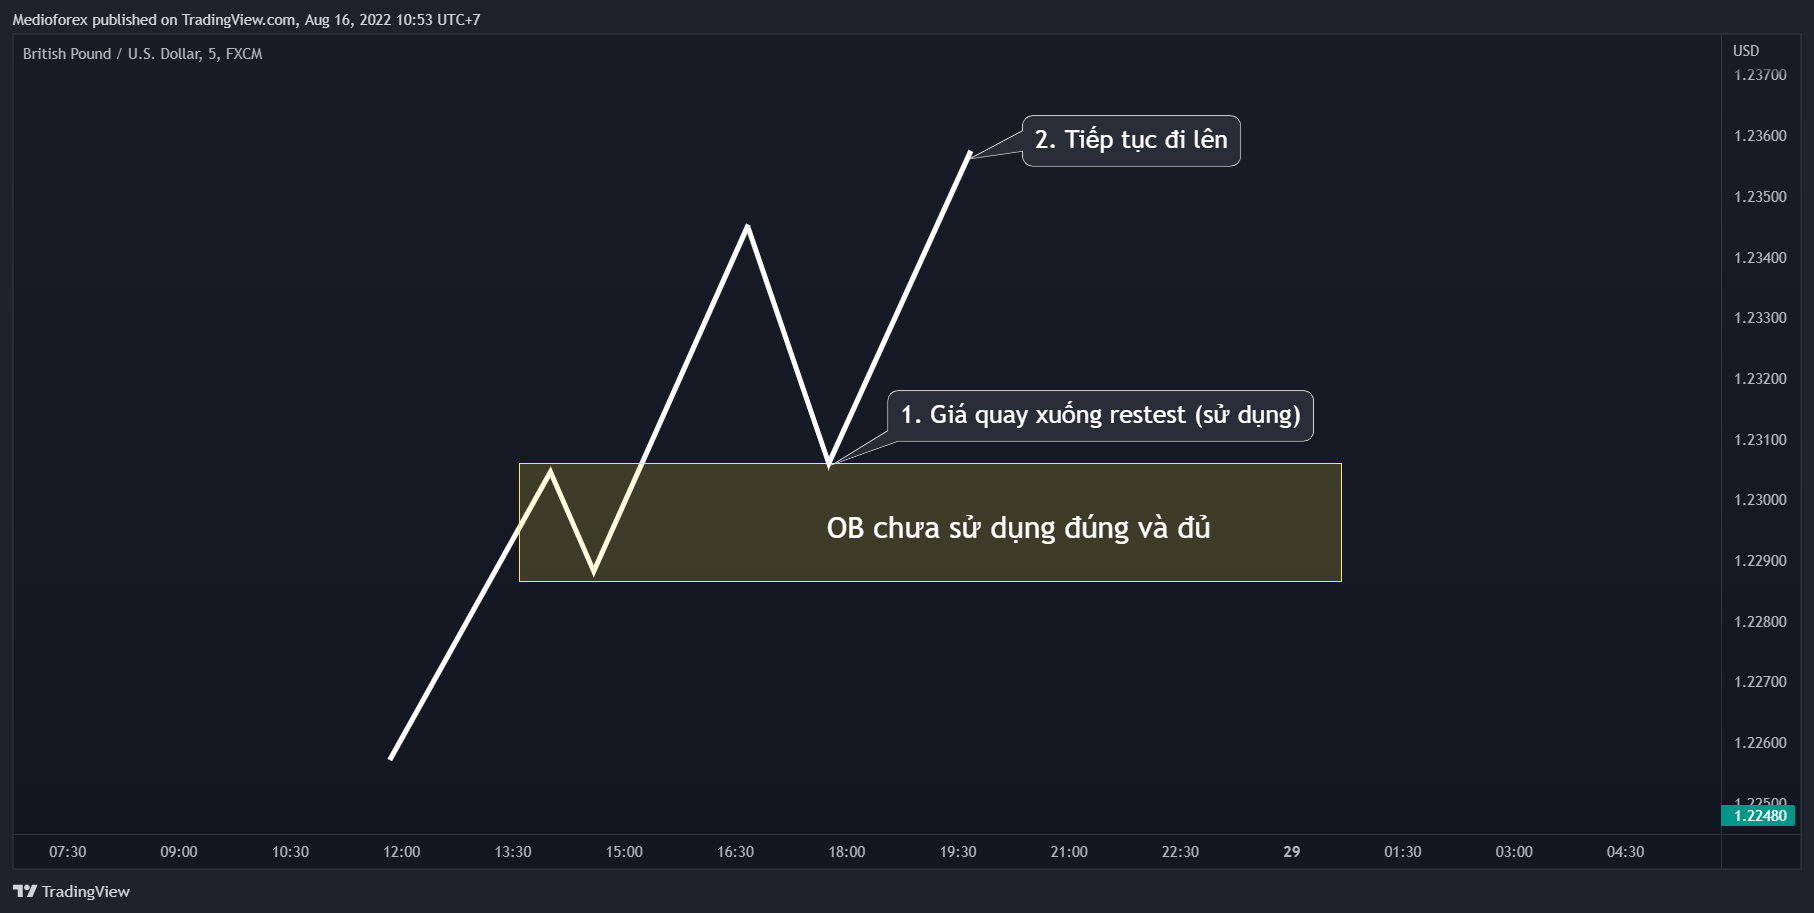 Medioforex published on TradingView.com, Aug 16, 2022 10:53 UTC+7
British Pound / U.S. Dollar, 5, FXCM
USD
1.23700
1.23600
2. Tiếp tục đi lên
1.23500
1.23400
1.23300
1.23200
1. Giá quay xuống restest (sử dụng)
1.23100
1.23000
OB chưa sử dụng đúng và đủ
1.22900
1.22800
1.22700
1.22600
1.22500
1.22480
07:30 09:00 10:30 12:00 13:30 15:00 16:30 18:00 19:30 21:00 22:30 29 01:30 03:00 04:30
TradingView